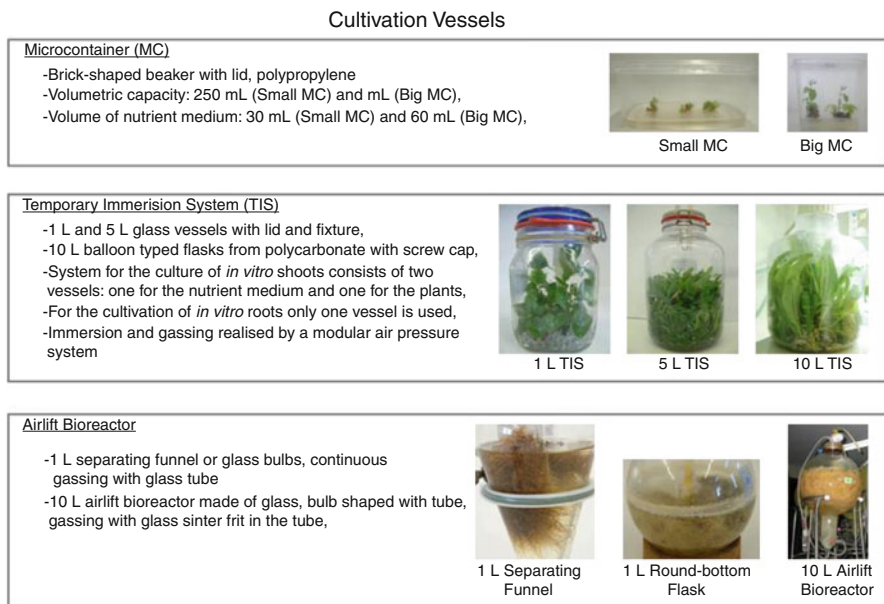 Cultivation Vessels
Microcontainer (MC)
-Brick-shaped beaker with lid, polypropylene
-Volumetric capacity: 250 mL (Small MC) and mL (Big MC),
-Volume of nutrient medium: 30 mL (Small MC) and 60 mL (Big MC),
Small MC
Big MC
Temporary Immerision System (TIS)
-1 L and 5 L glass vessels with lid and fixture,
-10 L balloon typed flasks from polycarbonate with screw cap,
-System for the culture of in vitro shoots consists of two
vessels: one for the nutrient medium and one for the plants,
-For the cultivation of in vitro roots only one vessel is used,
-Immersion and gassing realised by a modular air pressure
system
1 L TIS
5 L TIS
10 L TIS
Airlift Bioreactor
-1 L separating funnel or glass bulbs, continuous
gassing with glass tube
-10 L airlift bioreactor made of glass, bulb shaped with tube,
gassing with glass sinter frit in the tube,
1 L Separating
Funnel
1 L Round-bottom
Flask
10 L Airlift
Bioreactor